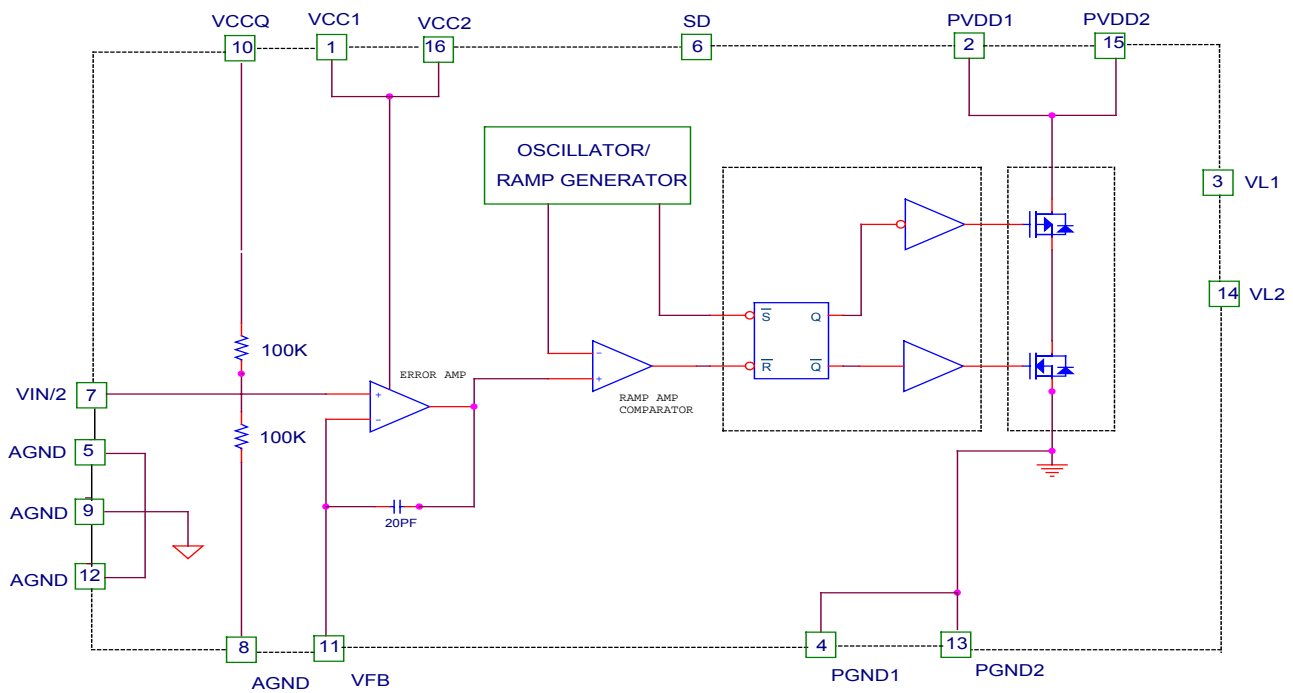 VCCQ
VCC1
VCC2
SD
PVDD1
PVDD2
10
1
16
6
2
15
OSCILLATOR/
RAMP GENERATOR
3
VL1
14
VL2
S
Q
R
Q
100K
ERROR AMP
+
-
-
+
RAMP AMP
COMPARATOR
VIN/2
7
100K
AGND
5
AGND
9
20PF
AGND
12
8
11
4
13
AGND
VFB
PGND1
PGND2